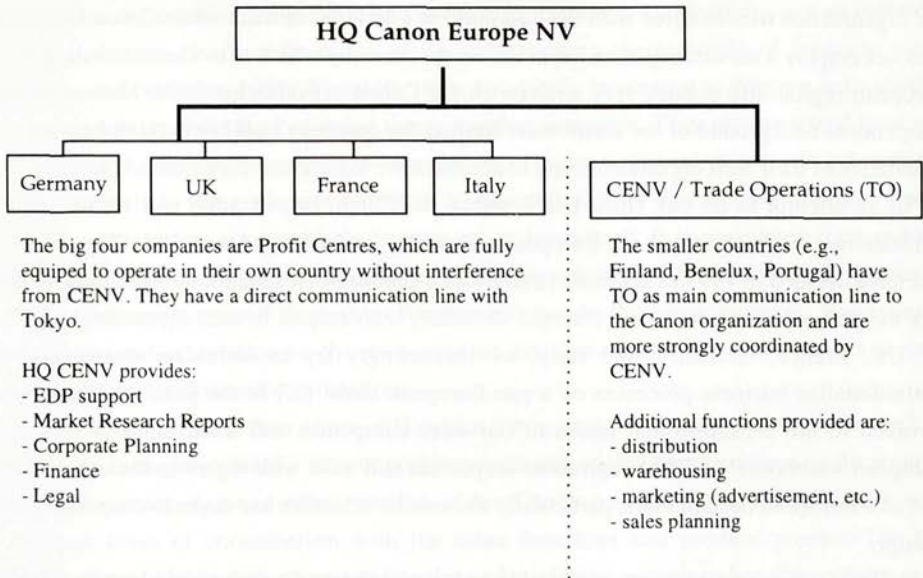 HQ Canon Europe NV
Germany
UK
France
Italy
CENV / Trade Operations (TO)
The big four companies are Profit Centres, which are fully
equiped to operate in their own country without interference
from CENV. They have a direct communication line with
Tokyo.
HQ CENV provides:
- EDP support
- Market Research Reports
- Corporate Planning
- Finance
- Legal
The smaller countries (e.g.,
Finland, Benelux, Portugal) have
TO as main communication line to
the Canon organization and are
more strongly coordinated by
CENV.
Additional functions provided are:
- distribution
- warehousing
- marketing (advertisement, etc.)
- sales planning